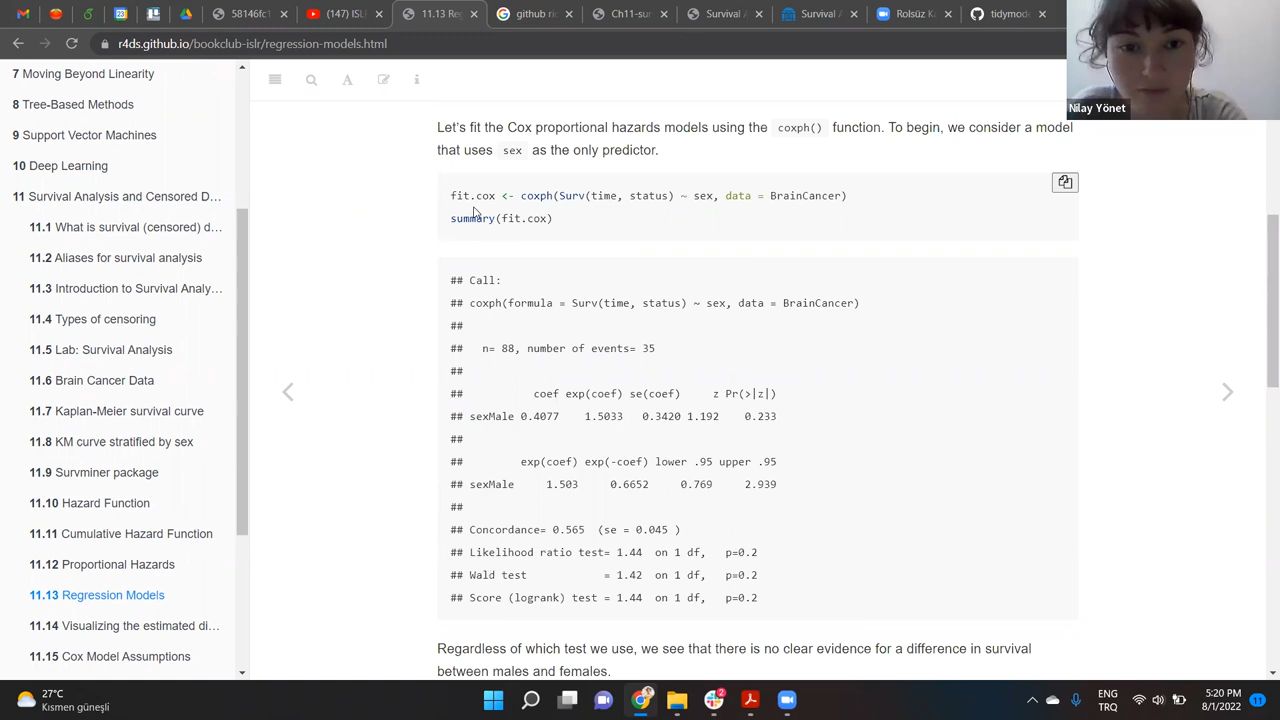 58146fc1
(147) ISLR
11.13 Reg
github ri
Ch11-sur
Survival
Survival A
Rolsüz K
tidymode
r4ds.github.io/bookclub-islr/regression-models.html
Nilay Yönet
7 Moving Beyond Linearity
8 Tree-Based Methods
9 Support Vector Machines
10 Deep Learning
11 Survival Analysis and Censored D...
11.1 What is survival (censored) d...
11.2 Aliases for survival analysis
11.3 Introduction to Survival Analy...
11.4 Types of censoring
11.5 Lab: Survival Analysis
11.6 Brain Cancer Data
11.7 Kaplan-Meier survival curve
11.8 KM curve stratified by sex
11.9 Survminer package
11.10 Hazard Function
11.11 Cumulative Hazard Function
11.12 Proportional Hazards
11.13 Regression Models
11.14 Visualizing the estimated di...
11.15 Cox Model Assumptions
Let's fit the Cox proportional hazards models using the coxph() function. To begin, we consider a model
that uses sex as the only predictor.
fit.cox <- coxph(Surv(time, status) ~ sex, data = BrainCancer)
summary(fit.cox)
## Call:
## coxph(formula = Surv(time, status) ~ sex, data = BrainCancer)
##
## n= 88, number of events= 35
##
## coef exp(coef) se(coef) z Pr(>|z|)
## sexMale 0.4077 1.5033 0.3420 1.192 0.233
##
## exp(coef) exp(-coef) lower .95 upper .95
## sexMale 1.503 0.6652 0.769 2.939
##
## Concordance= 0.565 (se = 0.045 )
## Likelihood ratio test= 1.44 on 1 df, p=0.2
## Wald test = 1.42 on 1 df, p=0.2
## Score (logrank) test = 1.44 on 1 df, p=0.2
Regardless of which test we use, we see that there is no clear evidence for a difference in survival
between males and females.
27°C
Kısmen güneşli
2
ENG
TRQ
5:20 PM
8/1/2022
11